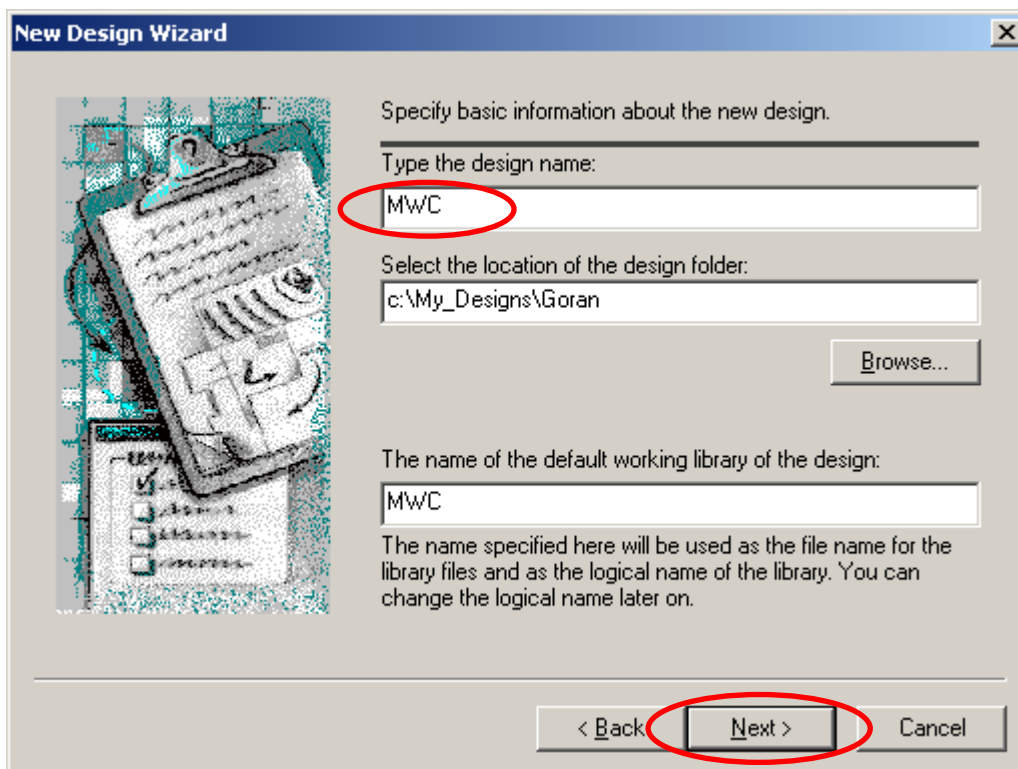 New Design Wizard
Specify basic information about the new design.
Type the design name:
MWC
Select the location of the design folder:
c:\My_Designs\Goran
Browse...
The name of the default working library of the design:
MWC
The name specified here will be used as the file name for the
library files and as the logical name of the library. You can
change the logical name later on.
< Back Next > Cancel